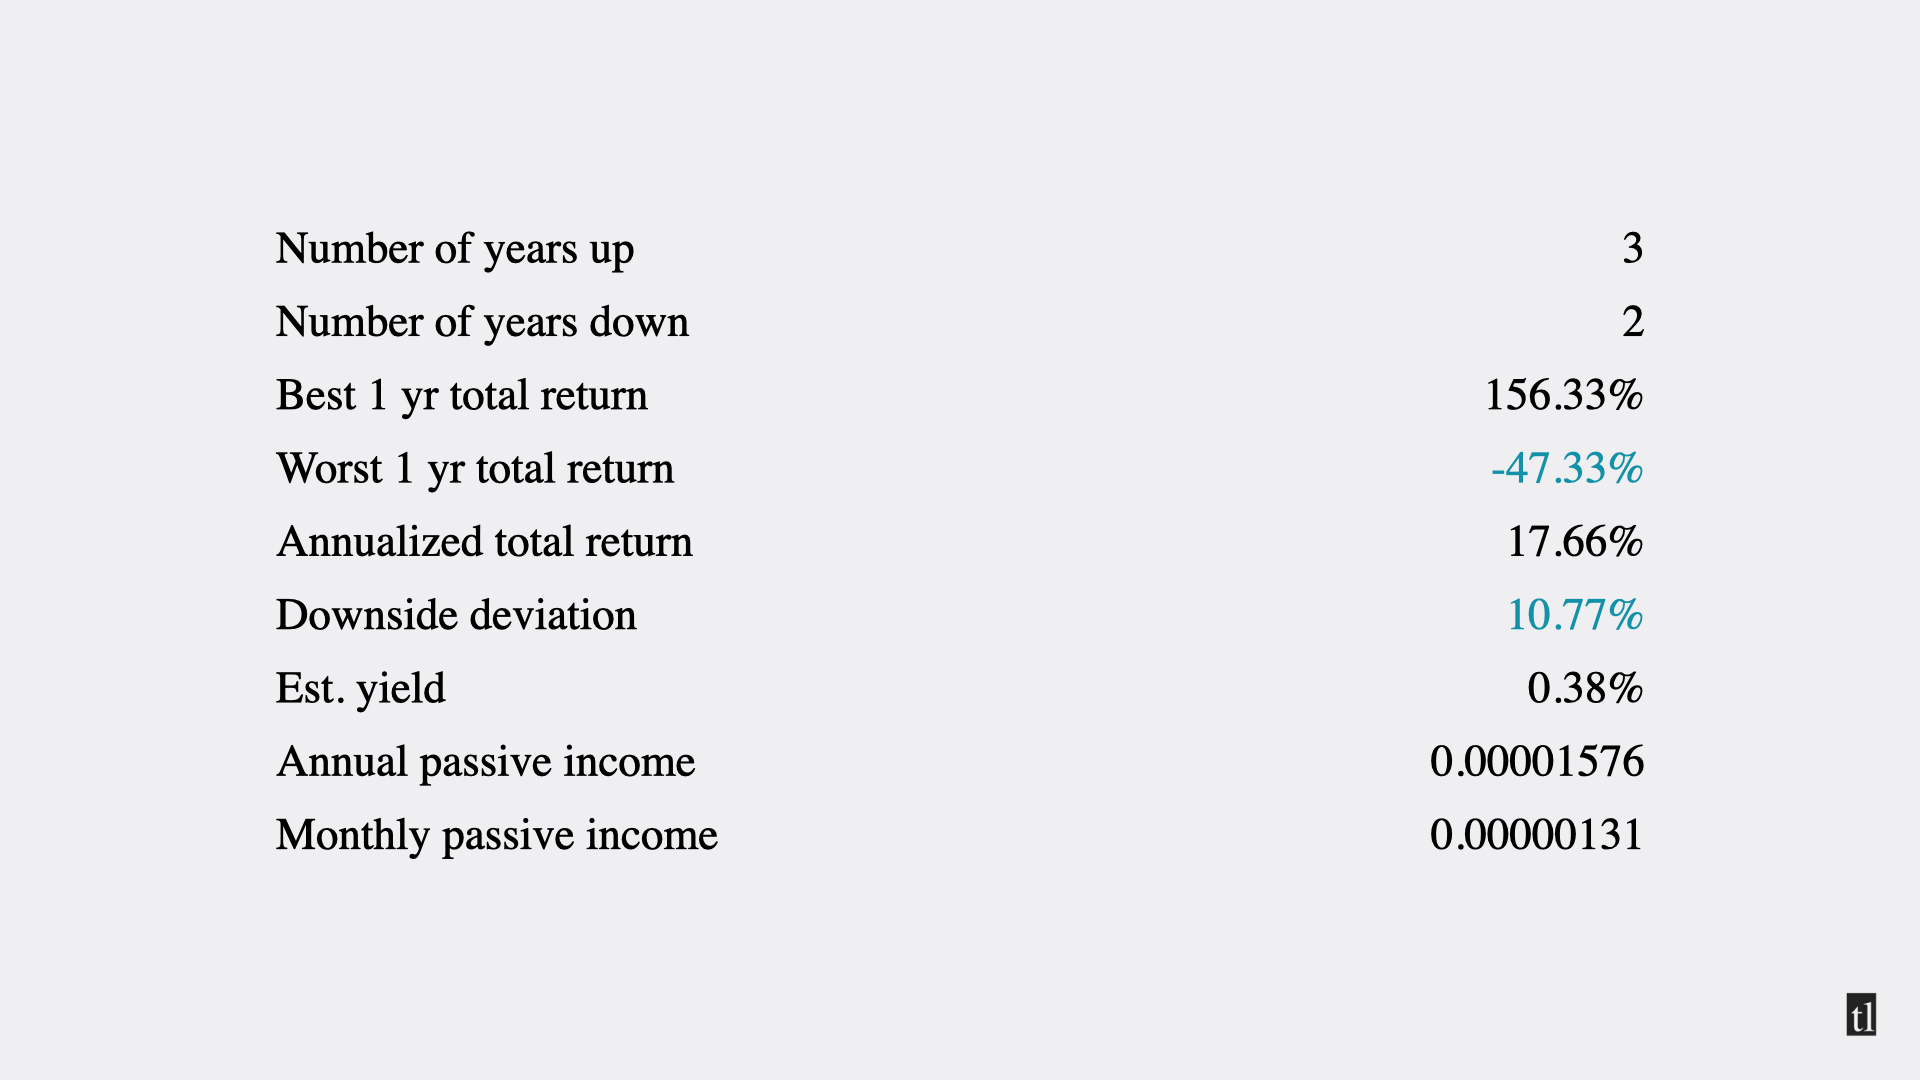 Number of years up 3
Number of years down 2
Best 1 yr total return 156.33%
Worst 1 yr total return -47.33%
Annualized total return 17.66%
Downside deviation 10.77%
Est. yield 0.38%
Annual passive income 0.00001576
Monthly passive income 0.00000131
tl